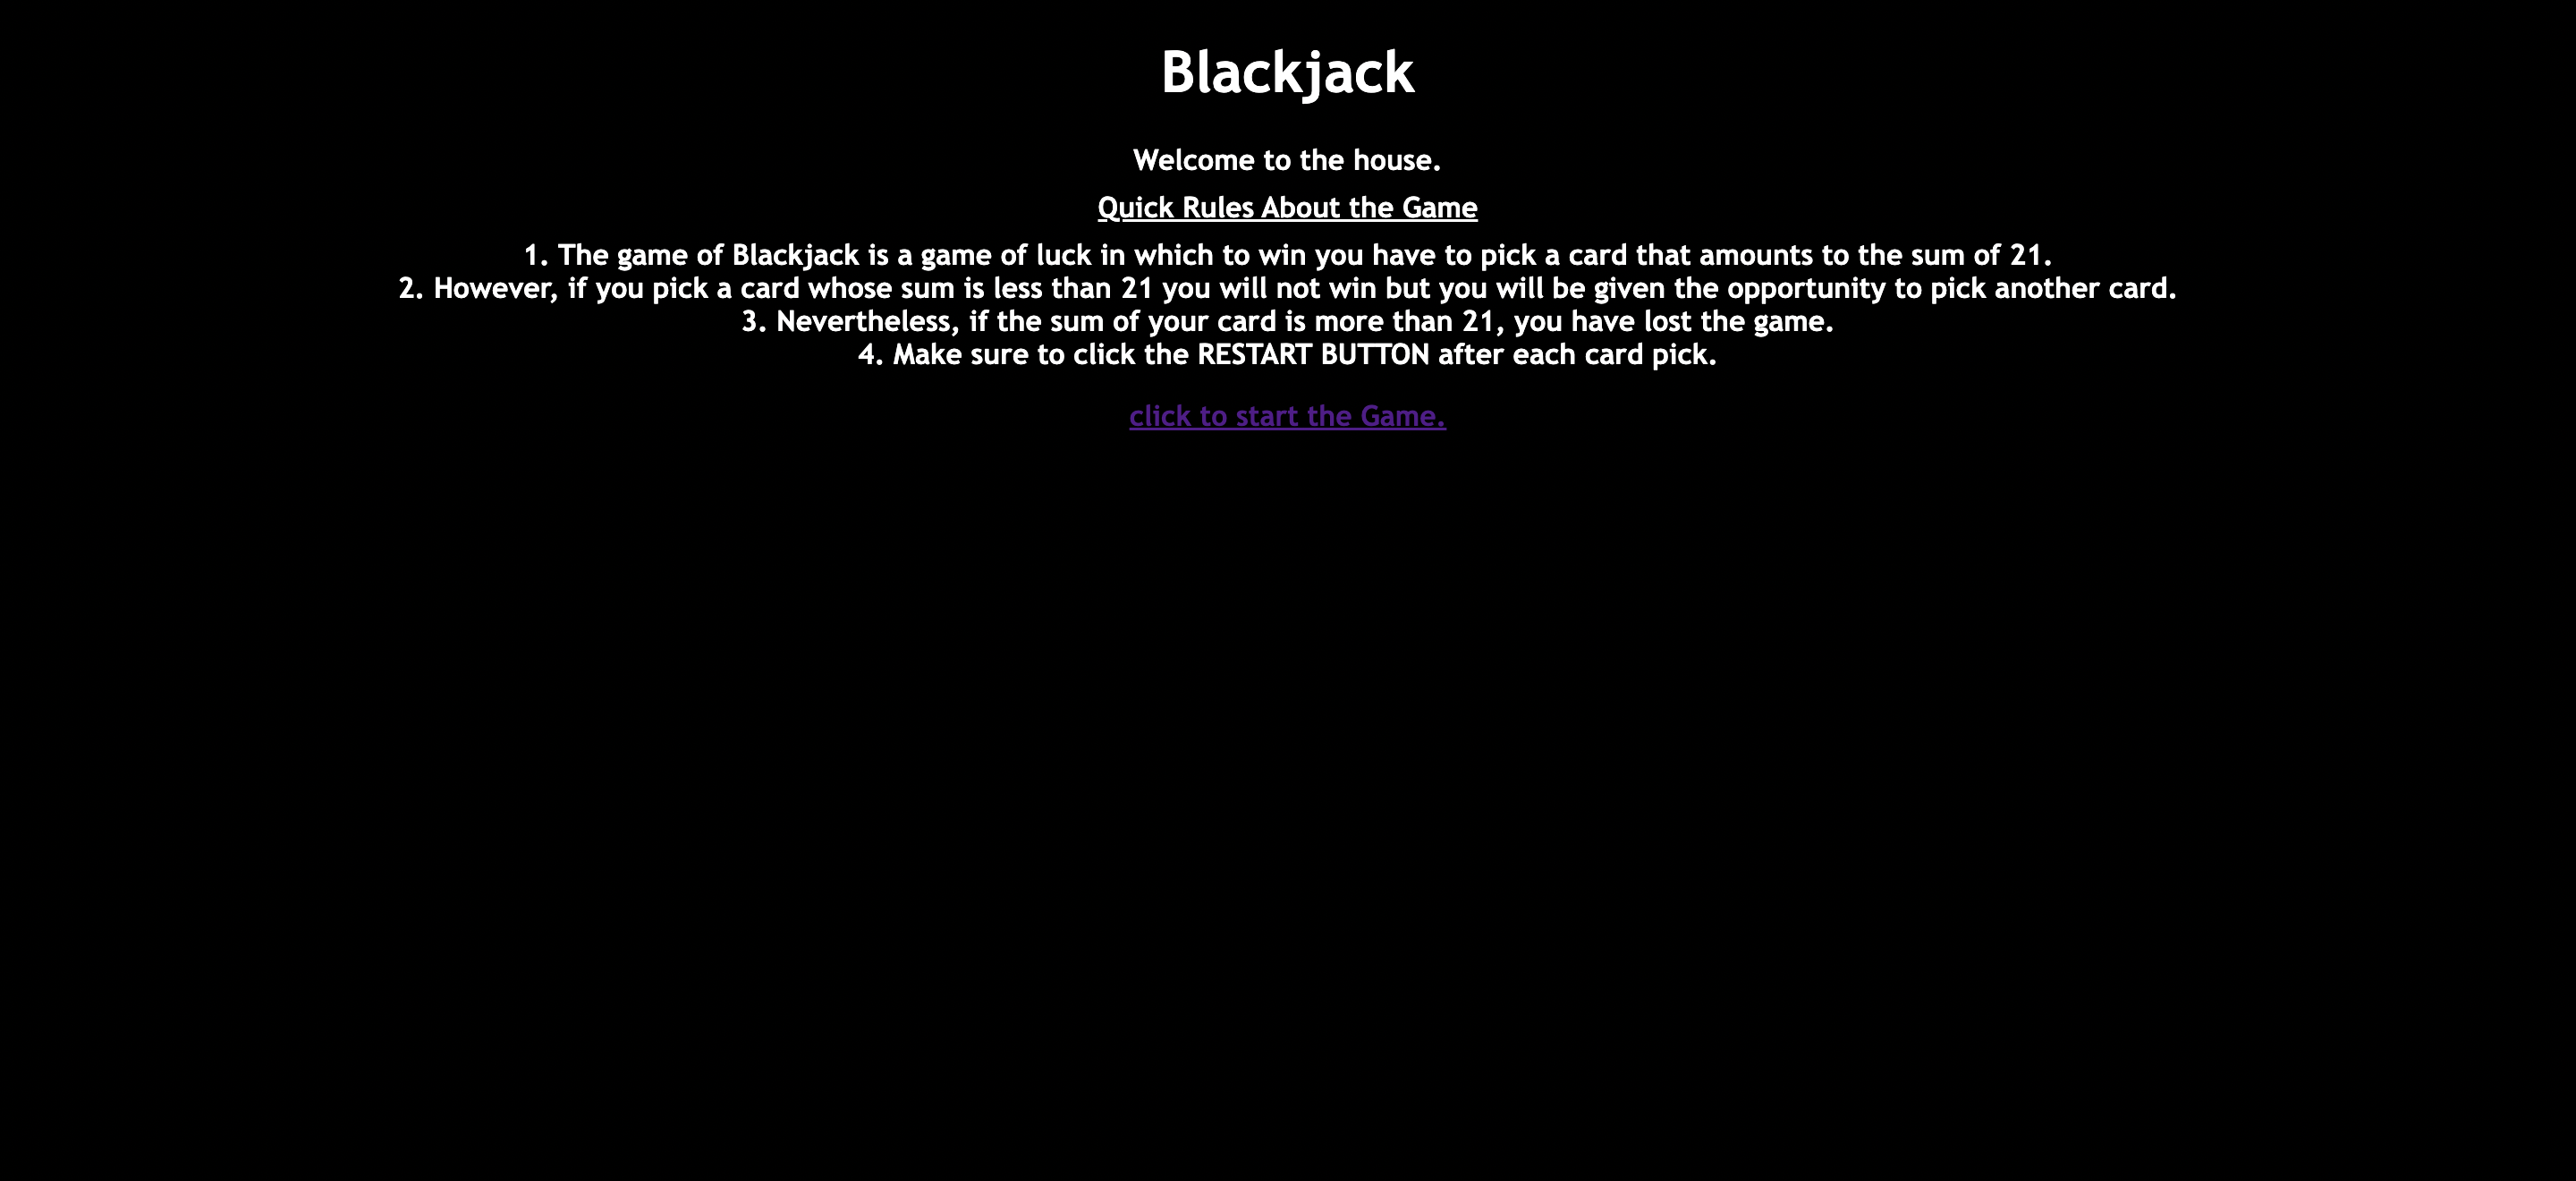 Blackjack
Welcome to the house.
Quick Rules About the Game
1. The game of Blackjack is a game of luck in which to win you have to pick a card that amounts to the sum of 21.
2. However, if you pick a card whose sum is less than 21 you will not win but you will be given the opportunity to pick another card.
3. Nevertheless, if the sum of your card is more than 21, you have lost the game.
4. Make sure to click the RESTART BUTTON after each card pick.
click to start the Game.